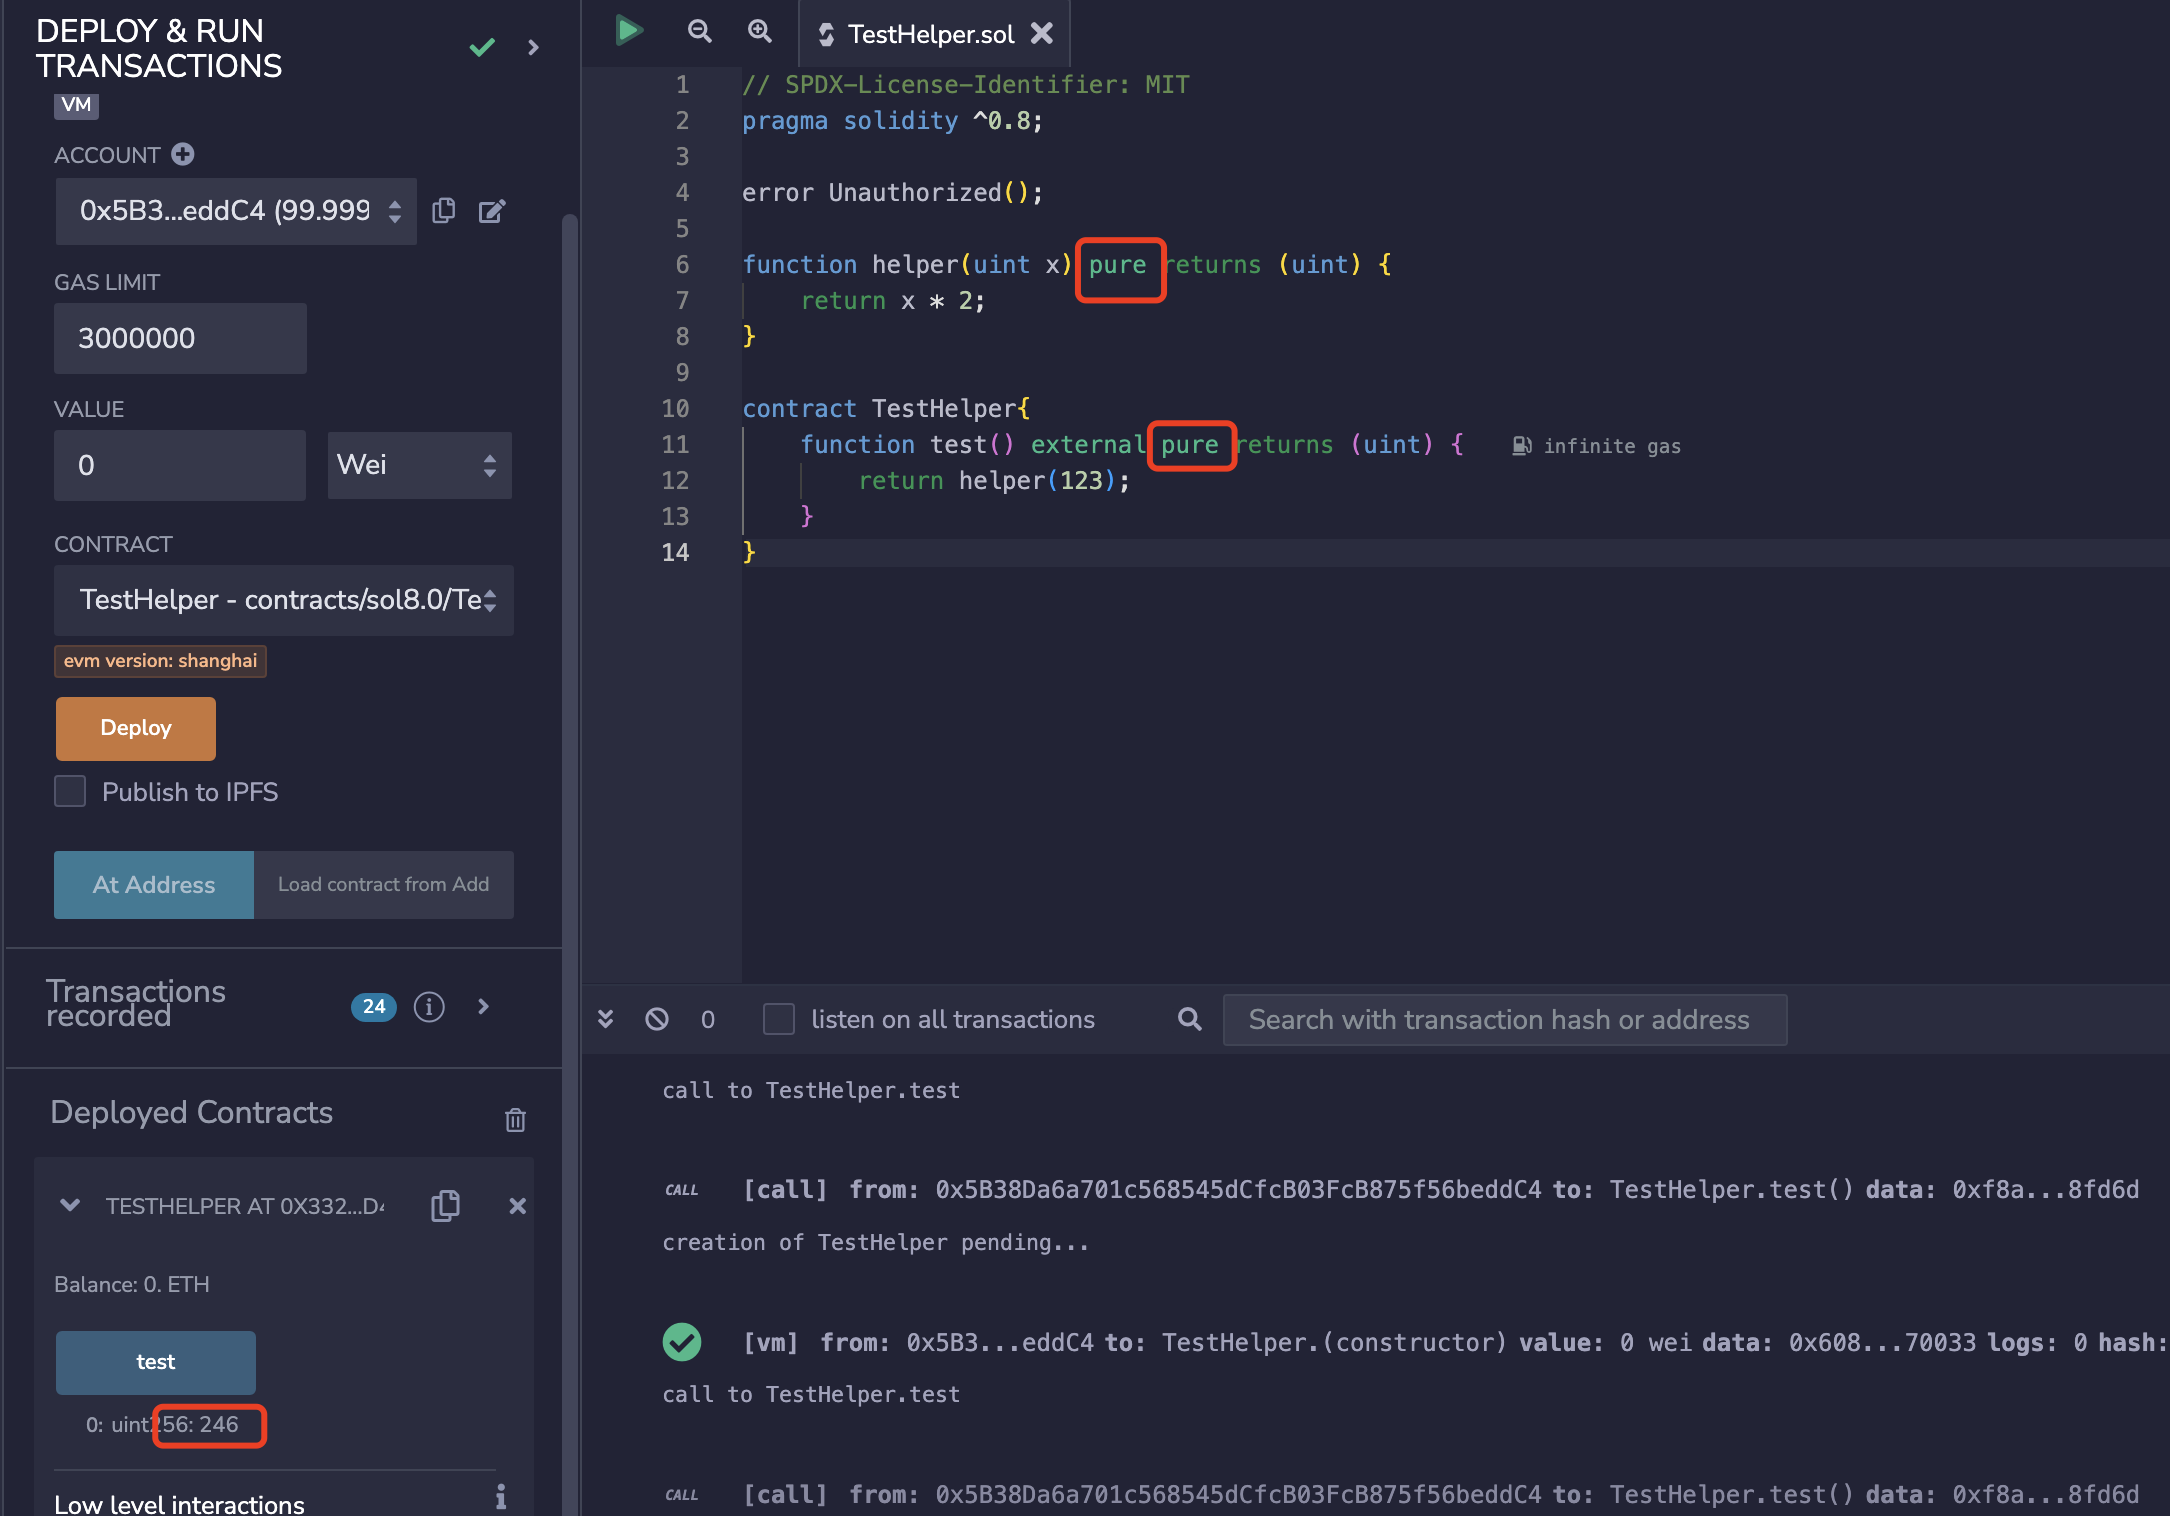 DEPLOY & RUN
TRANSACTIONS
VM
ACCOUNT
0x5B3...eddC4 (99.999
GAS LIMIT
3000000
VALUE
0
Wei
CONTRACT
TestHelper - contracts/sol8.0/Te
evm version: shanghai
Deploy
Publish to IPFS
At Address
Load contract from Add
Transactions
recorded
24
Deployed Contracts
TESTHELPER AT 0X332...D4
Balance: 0. ETH
test
0: uint256: 246
Low level interactions
TestHelper.sol
1 // SPDX-License-Identifier: MIT
2 pragma solidity ^0.8;
3
4 error Unauthorized();
5
6 function helper(uint x) pure returns (uint) {
7 return x * 2;
8 }
9
10 contract TestHelper{
11 function test() external pure returns (uint) { infinite gas
12 return helper(123);
13 }
14 }
0
listen on all transactions
Search with transaction hash or address
call to TestHelper.test
CALL [call] from: 0x5B38Da6a701c568545dCfcB03FcB875f56beddC4 to: TestHelper.test() data: 0xf8a...8fd6d
creation of TestHelper pending...
[vm] from: 0x5B3...eddC4 to: TestHelper.(constructor) value: 0 wei data: 0x608...70033 logs: 0 hash:
call to TestHelper.test
CALL [call] from: 0x5B38Da6a701c568545dCfcB03FcB875f56beddC4 to: TestHelper.test() data: 0xf8a...8fd6d